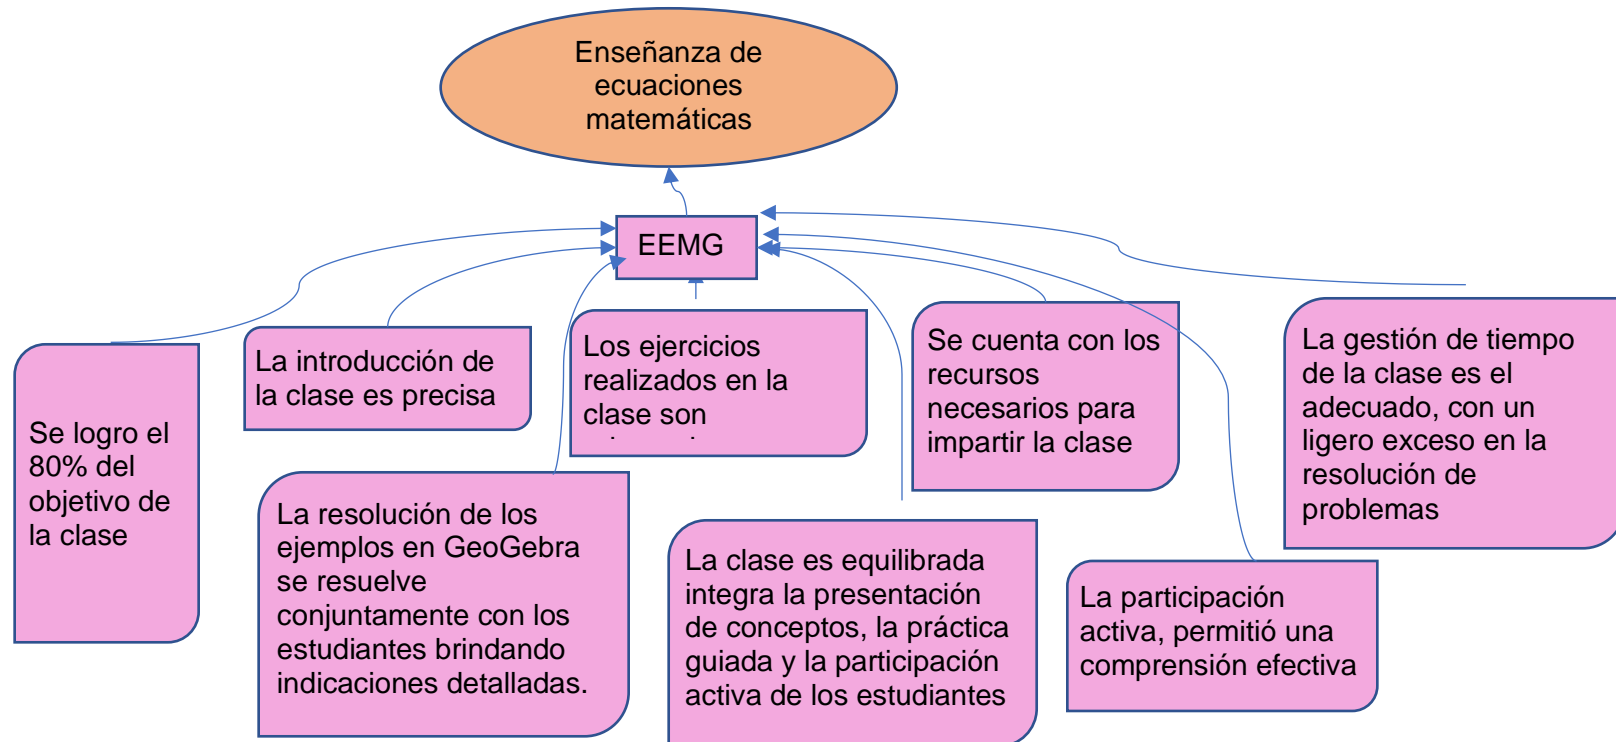 Enseñanza de
ecuaciones
matemáticas
EEMG
Se logro el
80% del
objetivo de
la clase
La introducción de
la clase es precisa
Los ejercicios
realizados en la
clase son
Se cuenta con los
recursos
necesarios para
impartir la clase
La gestión de tiempo
de la clase es el
adecuado, con un
ligero exceso en la
resolución de
problemas
La resolución de los
ejemplos en GeoGebra
se resuelve
conjuntamente con los
estudiantes brindando
indicaciones detalladas.
La clase es equilibrada
integra la presentación
de conceptos, la práctica
guiada y la participación
activa de los estudiantes
La participación
activa, permitió una
comprensión efectiva